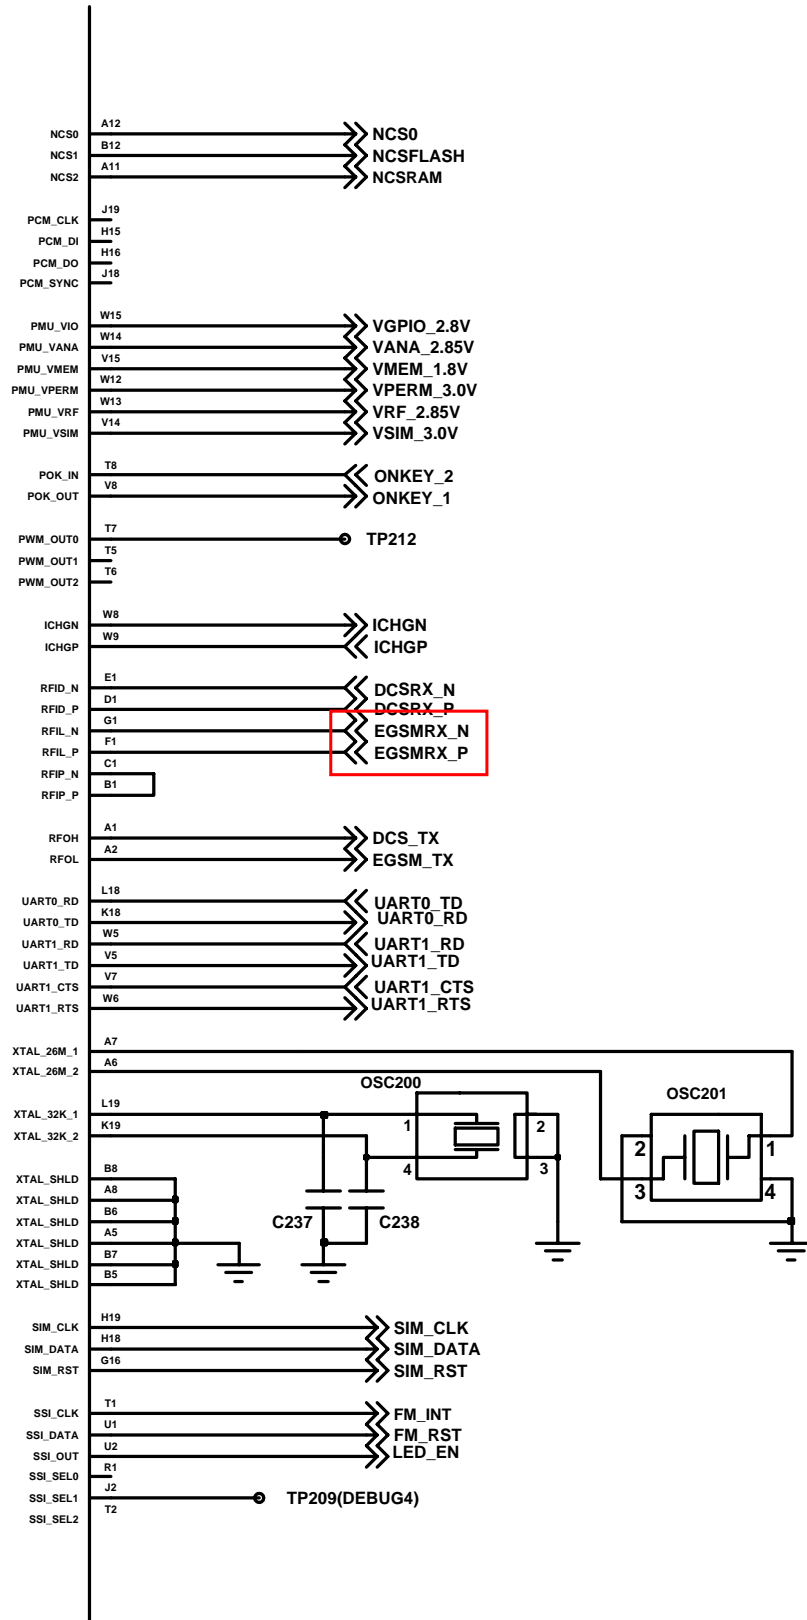 NCS0 A12 NCS0
NCS1 B12 NCSFLASH
NCS2 A11 NCSRAM
PCM_CLK J19
PCM_DI H15
PCM_DO H16
PCM_SYNC J18
PMU_VIO W15 VGPIO_2.8V
PMU_VANA W14 VANA_2.85V
PMU_VMEM V15 VMEM_1.8V
PMU_VPERM W12 VPERM_3.0V
PMU_VRF W13 VRF_2.85V
PMU_VSIM V14 VSIM_3.0V
POK_IN T8 ONKEY_2
POK_OUT V8 ONKEY_1
PWM_OUT0 T7 TP212
PWM_OUT1 T5
PWM_OUT2 T6
ICHGN W8 ICHGN
ICHGP W9 ICHGP
RFID_N E1 DCSRX_N
RFID_P D1 DCSRX_P
RFIL_N G1 EGSMRX_N
RFIL_P F1 EGSMRX_P
RFIP_N C1
RFIP_P B1
RFOH A1 DCS_TX
RFOL A2 EGSM_TX
UART0_RD L18 UART0_TD
UART0_TD K18 UART0_RD
UART1_RD W5 UART1_RD
UART1_TD V5 UART1_TD
UART1_CTS V7 UART1_CTS
UART1_RTS W6 UART1_RTS
XTAL_26M_1 A7
XTAL_26M_2 A6
OSC200 OSC201
XTAL_32K_1 L19 1 2
XTAL_32K_2 K19 2 1
4 3 3 4
XTAL_SHLD B8
XTAL_SHLD A8
XTAL_SHLD B6 C237 C238
XTAL_SHLD A5
XTAL_SHLD B7
XTAL_SHLD B5
SIM_CLK H19 SIM_CLK
SIM_DATA H18 SIM_DATA
SIM_RST G16 SIM_RST
SSI_CLK T1 FM_INT
SSI_DATA U1 FM_RST
SSI_OUT U2 LED_EN
SSI_SEL0 R1
SSI_SEL1 J2 TP209(DEBUG4)
SSI_SEL2 T2